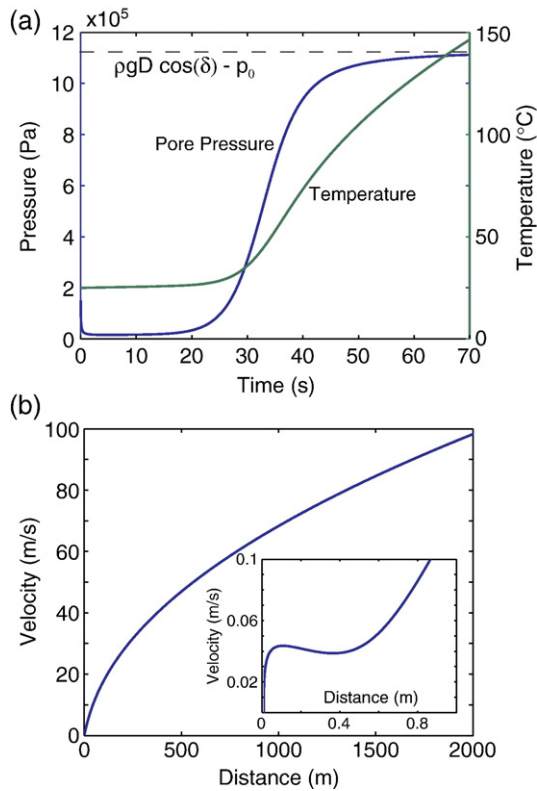 (a)
×10⁵
12
10
8
6
4
2
0
Pressure (Pa)
ρgD cos(δ) - p₀
Pore Pressure
Temperature
150
100
50
0
Temperature (°C)
0 10 20 30 40 50 60 70
Time (s)
(b)
100
80
60
40
20
0
Velocity (m/s)
0.1
0.06
0.02
Velocity (m/s)
Distance (m)
0 0.4 0.8
0 500 1000 1500 2000
Distance (m)